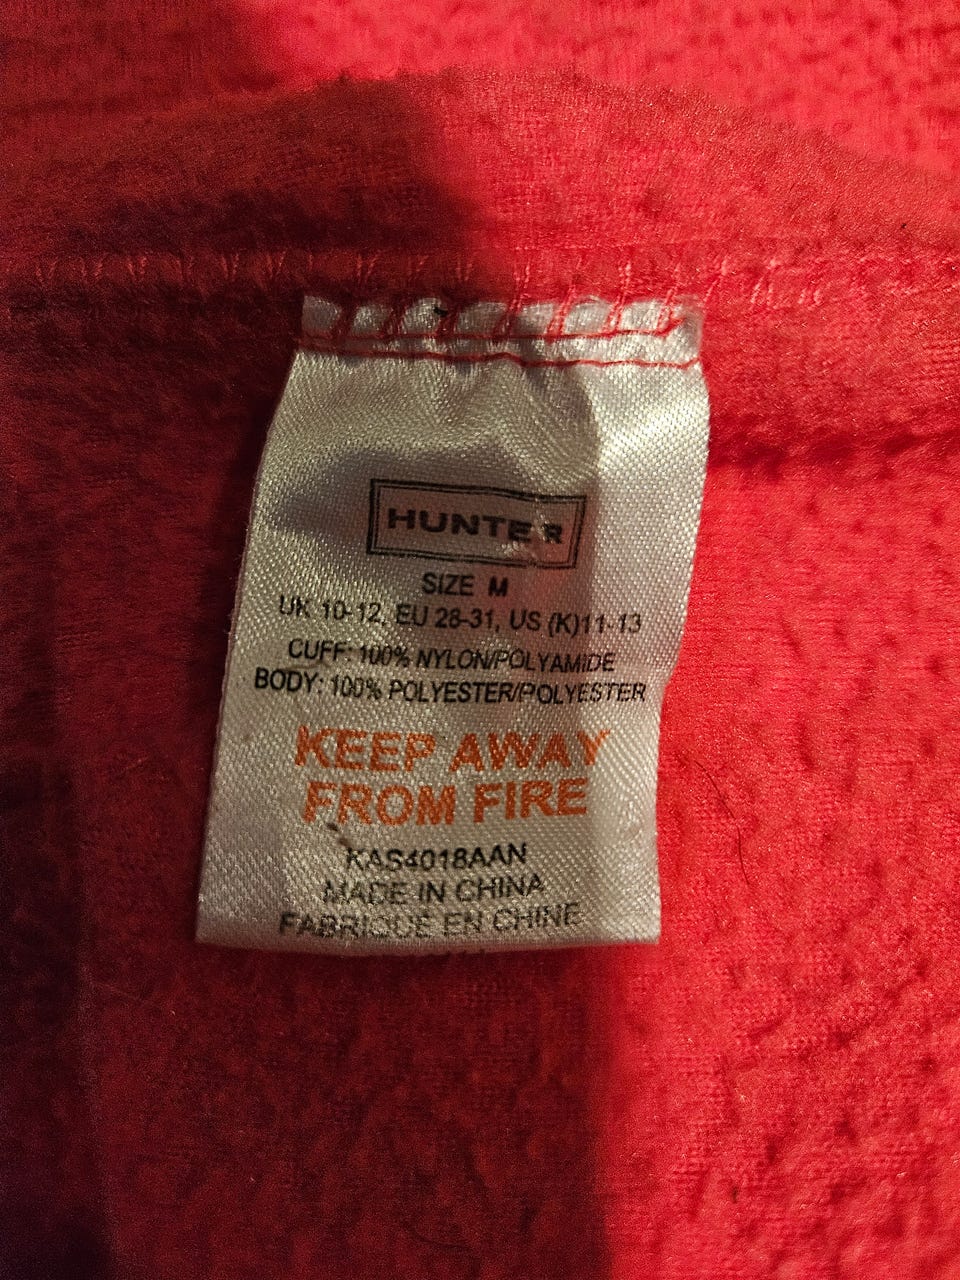 HUNTER
SIZE M
UK 10-12, EU 28-31, US (K)11-13
CUFF: 100% NYLON/POLYAMIDE
BODY: 100% POLYESTER/POLYESTER
KEEP AWAY
FROM FIRE
KAS4018AAN
MADE IN CHINA
FABRIQUE EN CHINE